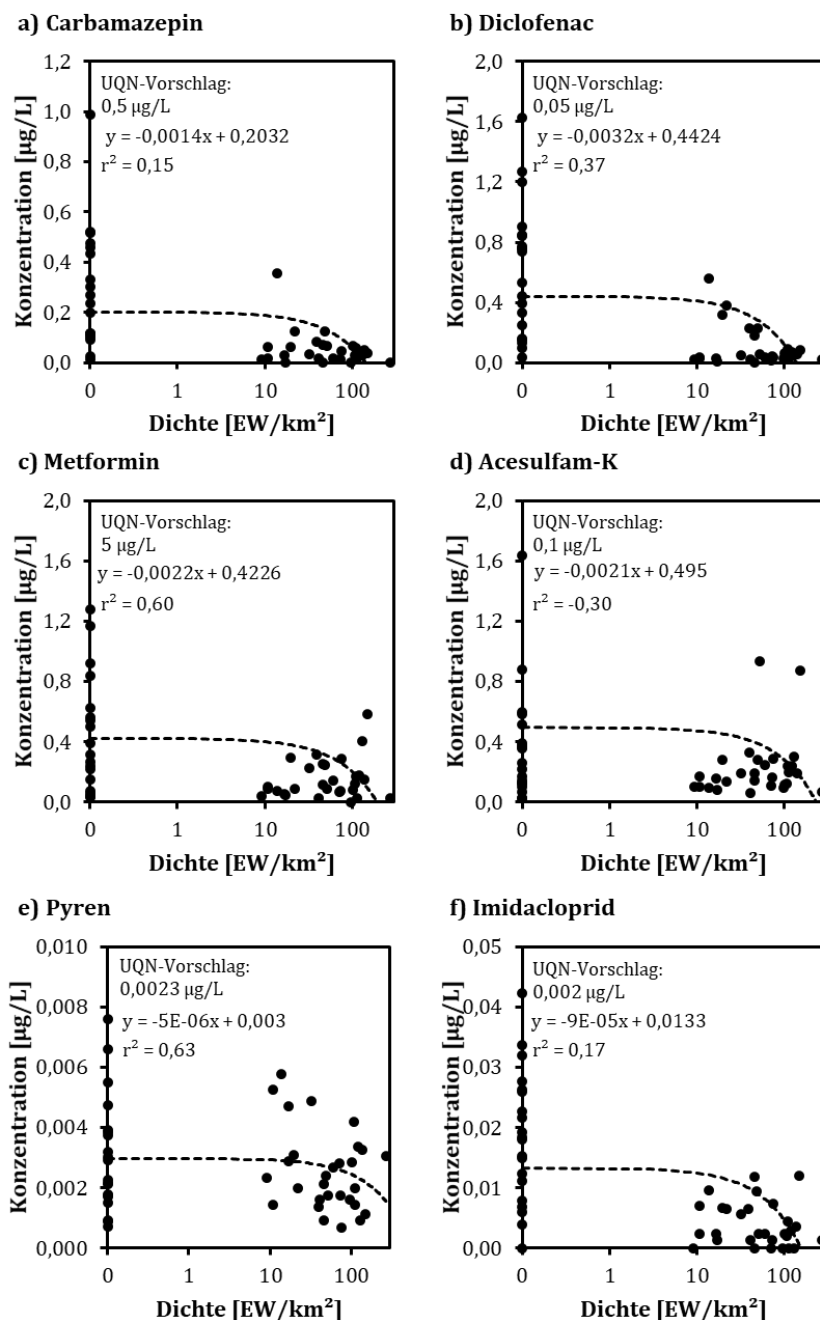 a) Carbamazepin
1,2
1,0
0,8
0,6
0,4
0,2
0,0
Konzentration [µg/L]
UQN-Vorschlag:
0,5 µg/L
y = -0,0014x + 0,2032
r² = 0,15
0 1 10 100
Dichte [EW/km²]
b) Diclofenac
2,0
1,6
1,2
0,8
0,4
0,0
Konzentration [µg/L]
UQN-Vorschlag:
0,05 µg/L
y = -0,0032x + 0,4424
r² = 0,37
0 1 10 100
Dichte [EW/km²]
c) Metformin
2,0
1,6
1,2
0,8
0,4
0,0
Konzentration [µg/L]
UQN-Vorschlag:
5 µg/L
y = -0,0022x + 0,4226
r² = 0,60
0 1 10 100
Dichte [EW/km²]
d) Acesulfam-K
2,0
1,6
1,2
0,8
0,4
0,0
Konzentration [µg/L]
UQN-Vorschlag:
0,1 µg/L
y = -0,0021x + 0,495
r² = -0,30
0 1 10 100
Dichte [EW/km²]
e) Pyren
0,010
0,008
0,006
0,004
0,002
0,000
Konzentration [µg/L]
UQN-Vorschlag:
0,0023 µg/L
y = -5E-06x + 0,003
r² = 0,63
0 1 10 100
Dichte [EW/km²]
f) Imidacloprid
0,05
0,04
0,03
0,02
0,01
0,00
Konzentration [µg/L]
UQN-Vorschlag:
0,002 µg/L
y = -9E-05x + 0,0133
r² = 0,17
0 1 10 100
Dichte [EW/km²]